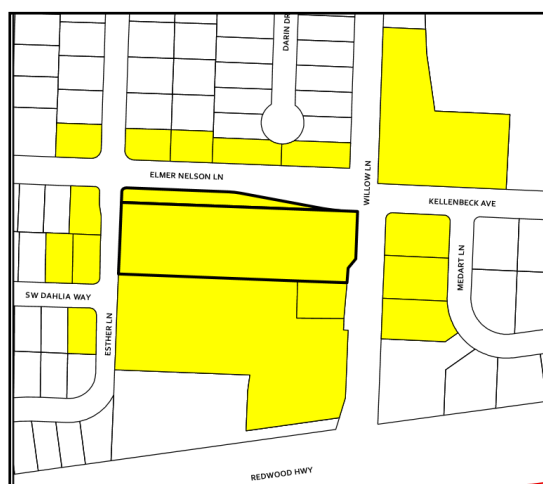 DARIN DR
ELMER NELSON LN
WILLOW LN
KELLENBECK AVE
MEDART LN
SW DAHLIA WAY
ESTHER LN
REDWOOD HWY